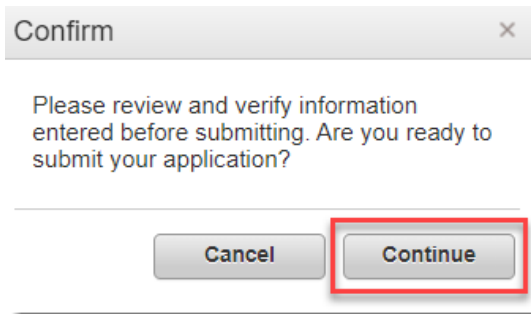 Confirm
Please review and verify information
entered before submitting. Are you ready to
submit your application?
Cancel
Continue